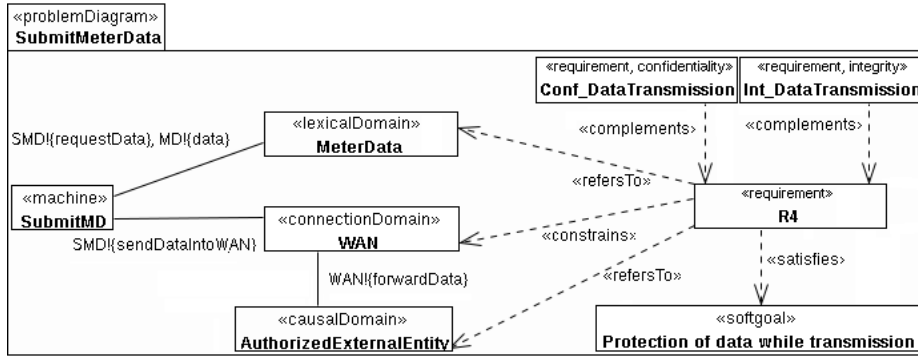 «problemDiagram»
SubmitMeterData
«requirement, confidentiality»
Conf_DataTransmission
«requirement, integrity»
Int_DataTransmission
SMD!{requestData}, MD!{data}
«lexicalDomain»
MeterData
«complements»
«complements»
«refersTo»
«machine»
SubmitMD
«connectionDomain»
WAN
«requirement»
R4
SMD!{sendDataIntoWAN}
«constrains»
WAN!{forwardData}
«refersTo»
«satisfies»
«causalDomain»
AuthorizedExternalEntity
«softgoal»
Protection of data while transmission